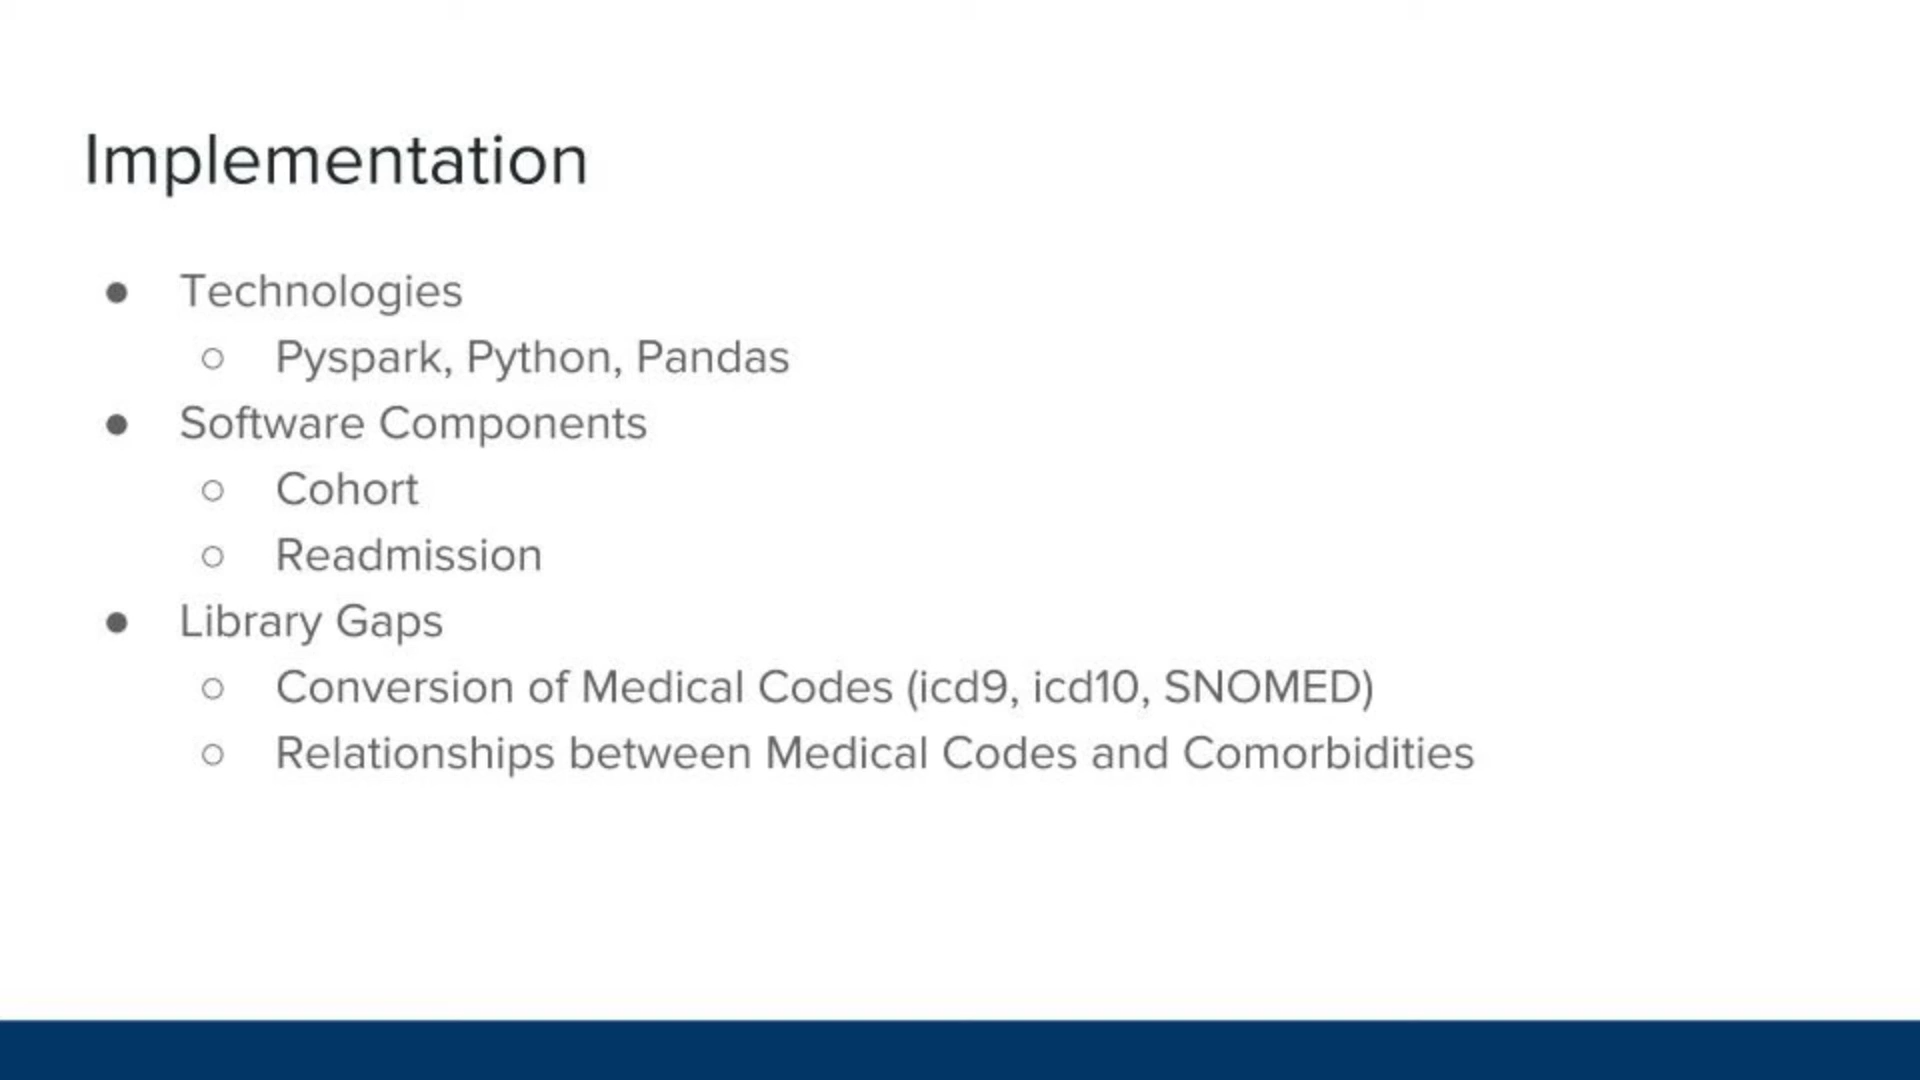 Implementation
● Technologies
○ Pyspark, Python, Pandas
● Software Components
○ Cohort
○ Readmission
● Library Gaps
○ Conversion of Medical Codes (icd9, icd10, SNOMED)
○ Relationships between Medical Codes and Comorbidities